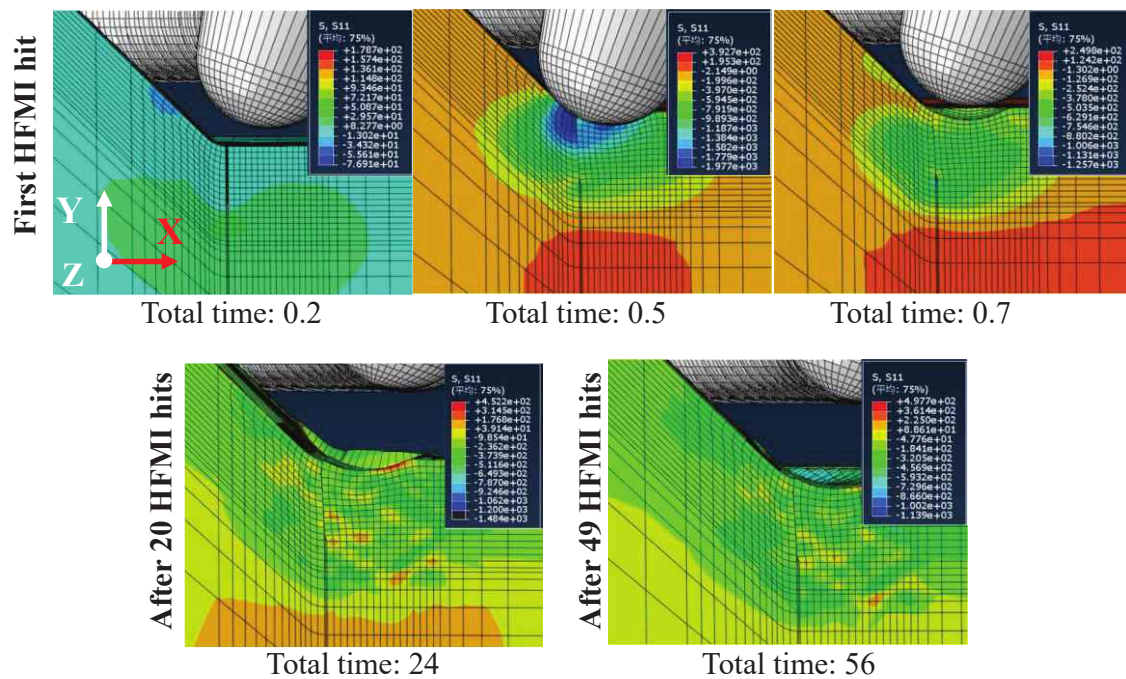 First HFMI hit
S, S11
(平均: 75%)
+1.787e+02
+1.574e+02
+1.361e+02
+1.148e+02
+9.346e+01
+7.217e+01
+5.087e+01
+2.957e+01
+8.277e+00
-1.302e+01
-3.432e+01
-5.561e+01
-7.691e+01
Y
X
Z
Total time: 0.2
S, S11
(平均: 75%)
+3.927e+02
+1.953e+02
-2.149e+00
-1.996e+02
-3.970e+02
-5.945e+02
-7.919e+02
-9.893e+02
-1.187e+03
-1.384e+03
-1.582e+03
-1.779e+03
-1.977e+03
Total time: 0.5
S, S11
(平均: 75%)
+2.498e+02
+1.242e+02
-1.302e+00
-1.269e+02
-2.524e+02
-3.780e+02
-5.035e+02
-6.291e+02
-7.546e+02
-8.802e+02
-1.006e+03
-1.131e+03
-1.257e+03
Total time: 0.7
After 20 HFMI hits
S, S11
(平均: 75%)
+4.522e+02
+3.145e+02
+1.768e+02
+3.914e+01
-9.854e+01
-2.362e+02
-3.739e+02
-5.116e+02
-6.493e+02
-7.870e+02
-9.246e+02
-1.062e+03
-1.200e+03
-1.484e+03
Total time: 24
After 49 HFMI hits
S, S11
(平均: 75%)
+4.977e+02
+3.614e+02
+2.250e+02
+8.861e+01
-4.776e+01
-1.841e+02
-3.205e+02
-4.569e+02
-5.932e+02
-7.296e+02
-8.660e+02
-1.002e+03
-1.139e+03
Total time: 56